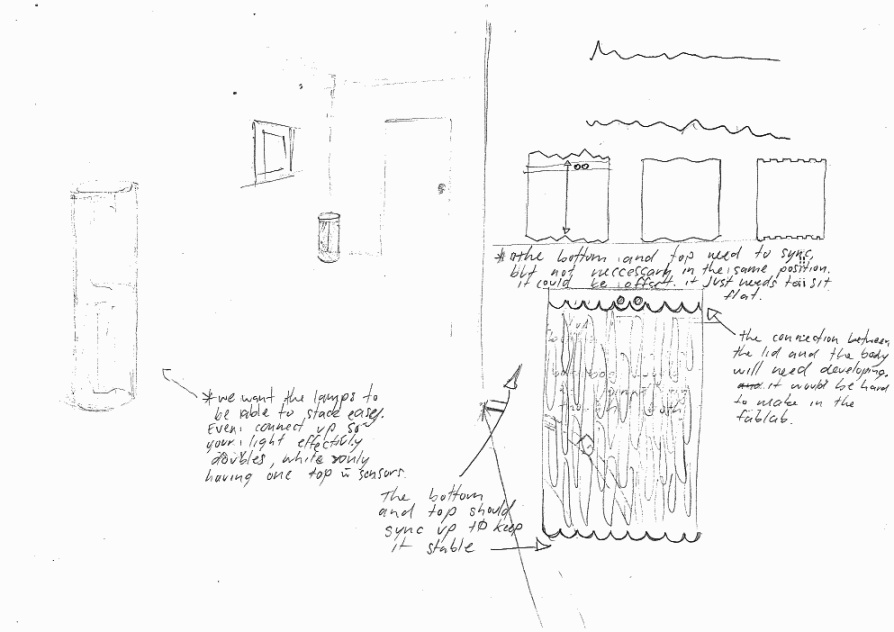 * we want the lamps to
be able to stack easy.
Even connect up so
your light effectivly
doubles, while only
having one top w sensors.
The bottom
and top should
sync up to keep
it stable
* the bottom and top need to sync,
but not neccessary in the same position.
it could be offset. it just needs to sit
flat.
the connection between
the lid and the body
will need developing.
it would be hard
to make in the
fablab.